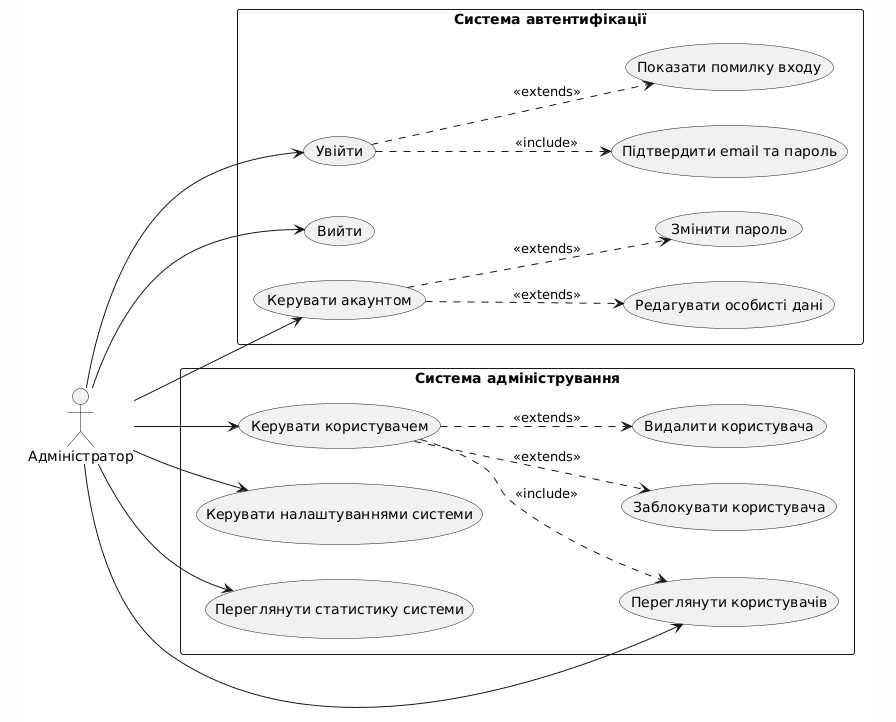 Система автентифікації
Показати помилку входу
«extends»
Увійти
«include»
Підтвердити email та пароль
Вийти
Змінити пароль
«extends»
Керувати акаунтом
«extends»
Редагувати особисті дані
Система адміністрування
Адміністратор
Керувати користувачем
«extends»
Видалити користувача
«extends»
«include»
Заблокувати користувача
Керувати налаштуваннями системи
Переглянути статистику системи
Переглянути користувачів